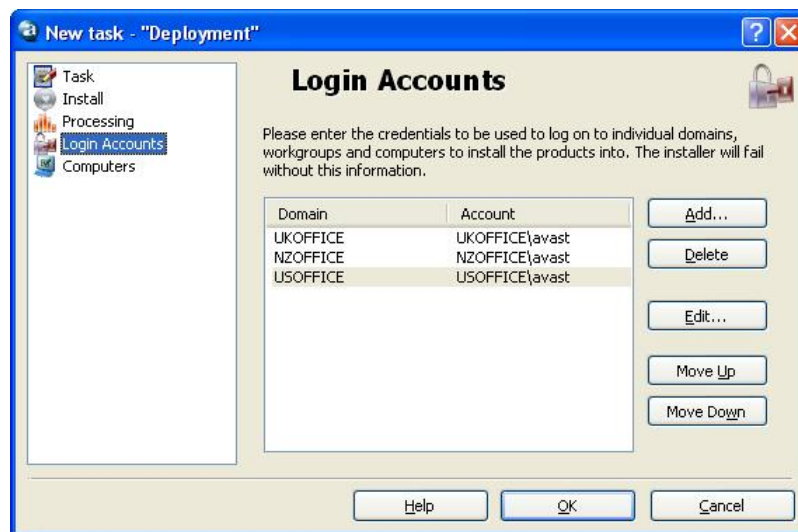 New task - "Deployment"
Task
Install
Processing
Login Accounts
Computers
Login Accounts
Please enter the credentials to be used to log on to individual domains,
workgroups and computers to install the products into. The installer will fail
without this information.
Domain Account
UKOFFICE UKOFFICE\avast
NZOFFICE NZOFFICE\avast
USOFFICE USOFFICE\avast
Add...
Delete
Edit...
Move Up
Move Down
Help OK Cancel